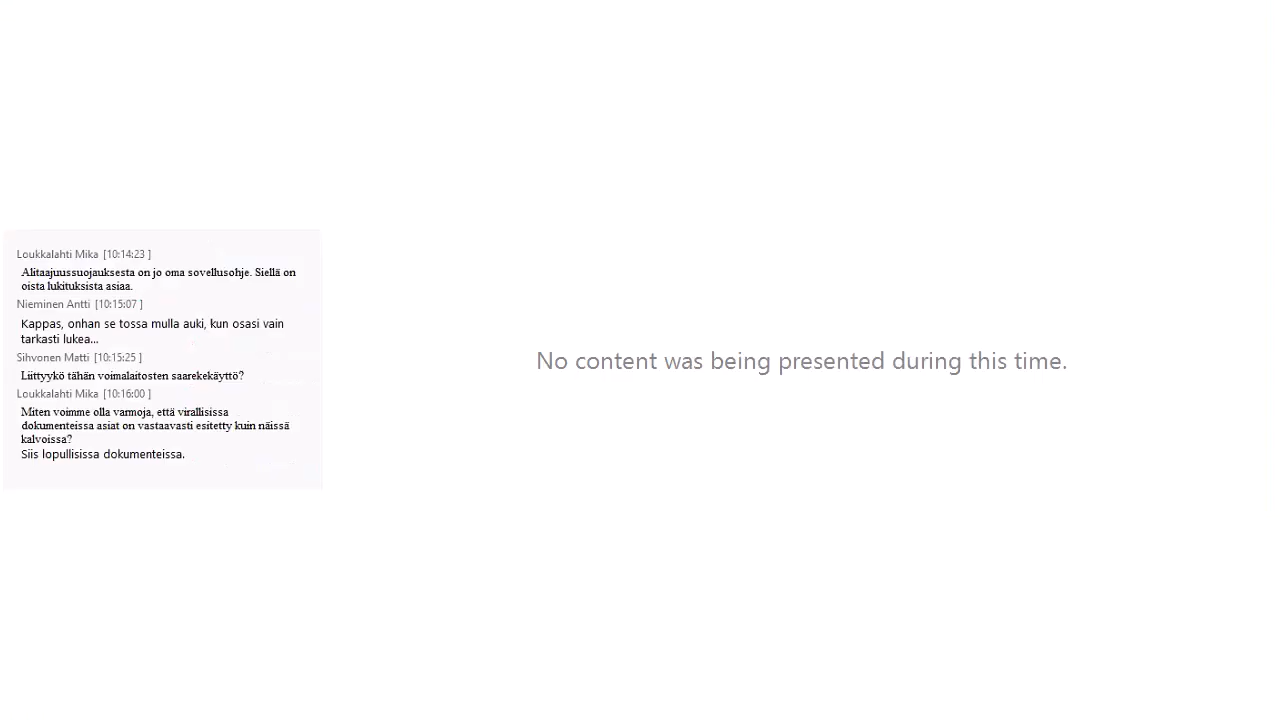 Loukkalahti Mika [10:14:23 ]
Alitaajuussuojauksesta on jo oma sovellusohje. Siellä on
oista lukituksista asiaa.
Nieminen Antti [10:15:07 ]
Kappas, onhan se tossa mulla auki, kun osasi vain
tarkasti lukea...
Sihvonen Matti [10:15:25 ]
Liittyykö tähän voimalaitosten saarekekäyttö?
Loukkalahti Mika [10:16:00 ]
Miten voimme olla varmoja, että virallisissa
dokumenteissa asiat on vastaavasti esitetty kuin näissä
kalvoissa?
Siis lopullisissa dokumenteissa.
No content was being presented during this time.